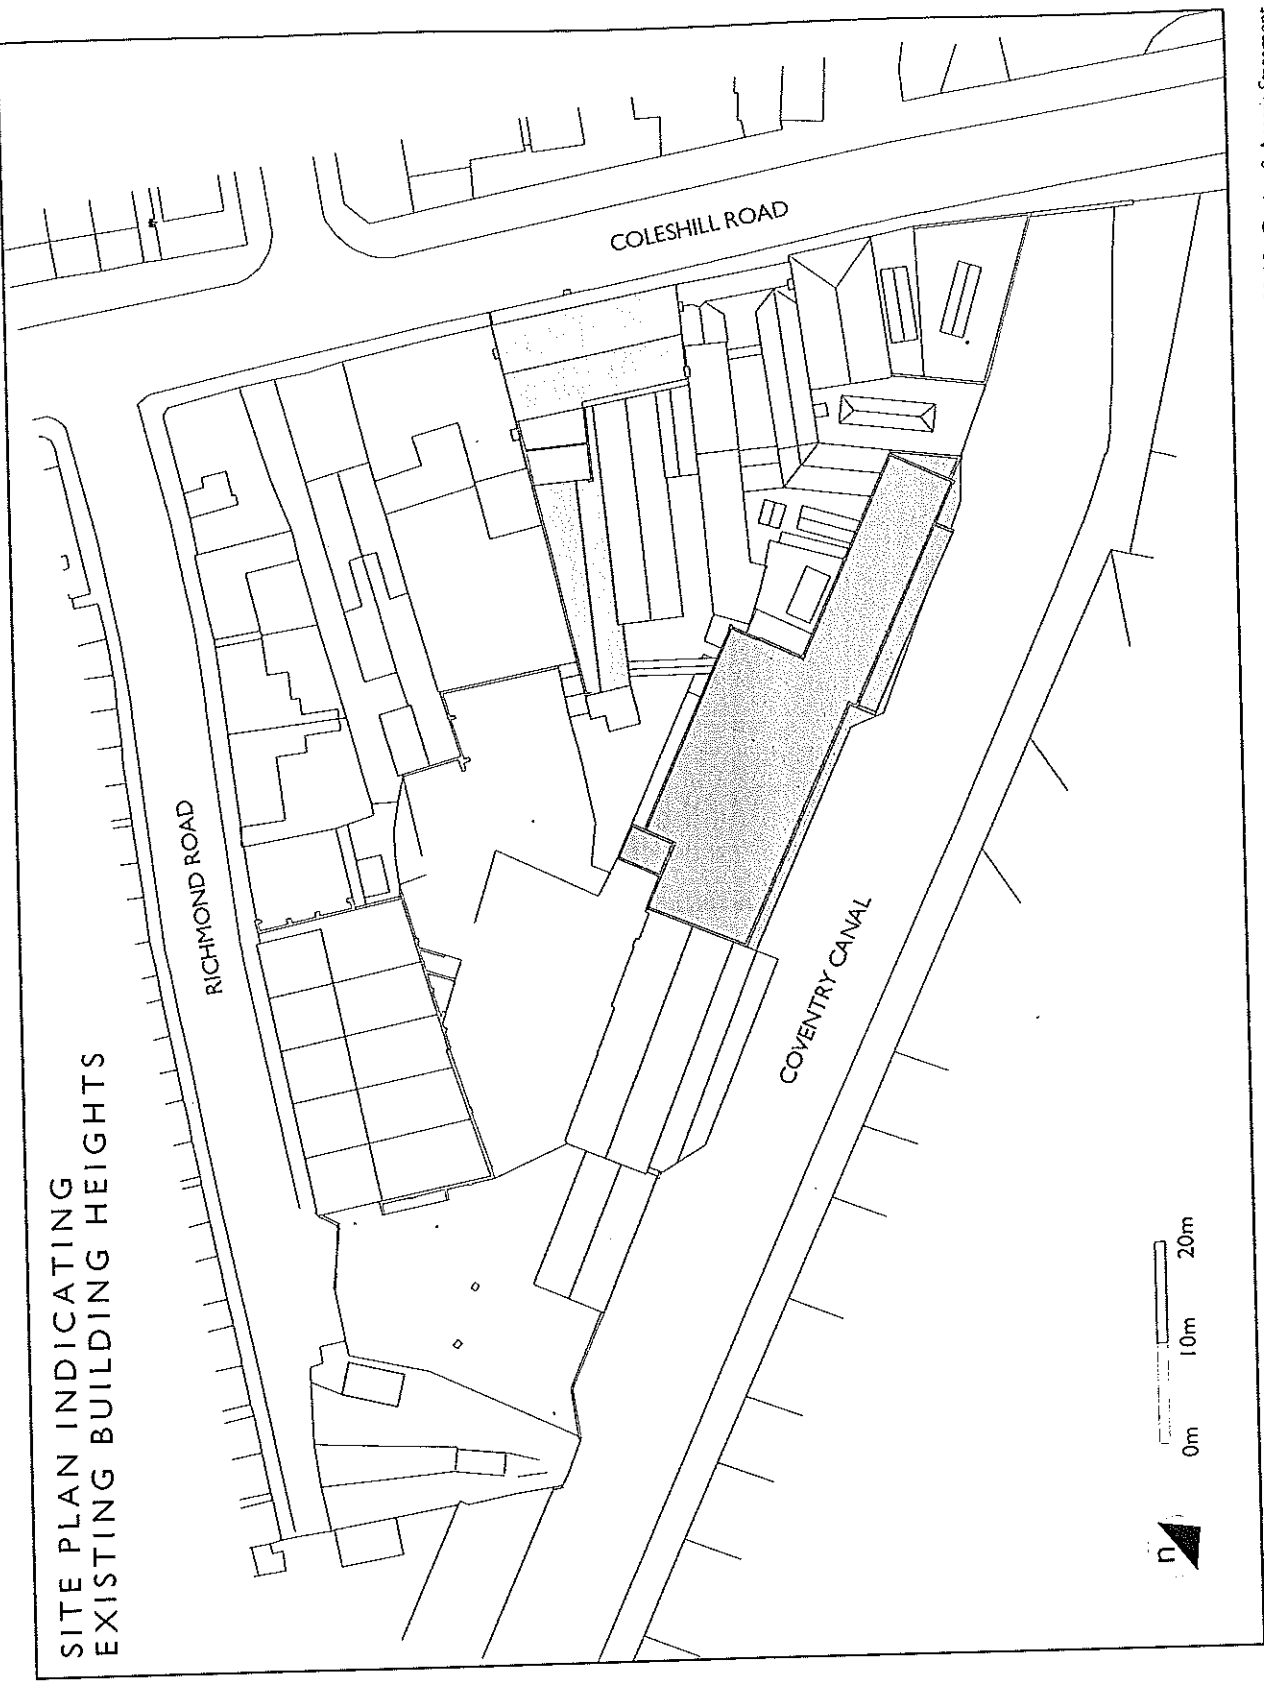 SITE PLAN INDICATING
EXISTING BUILDING HEIGHTS
RICHMOND ROAD
COLESHILL ROAD
COVENTRY CANAL
n
0m
10m
20m